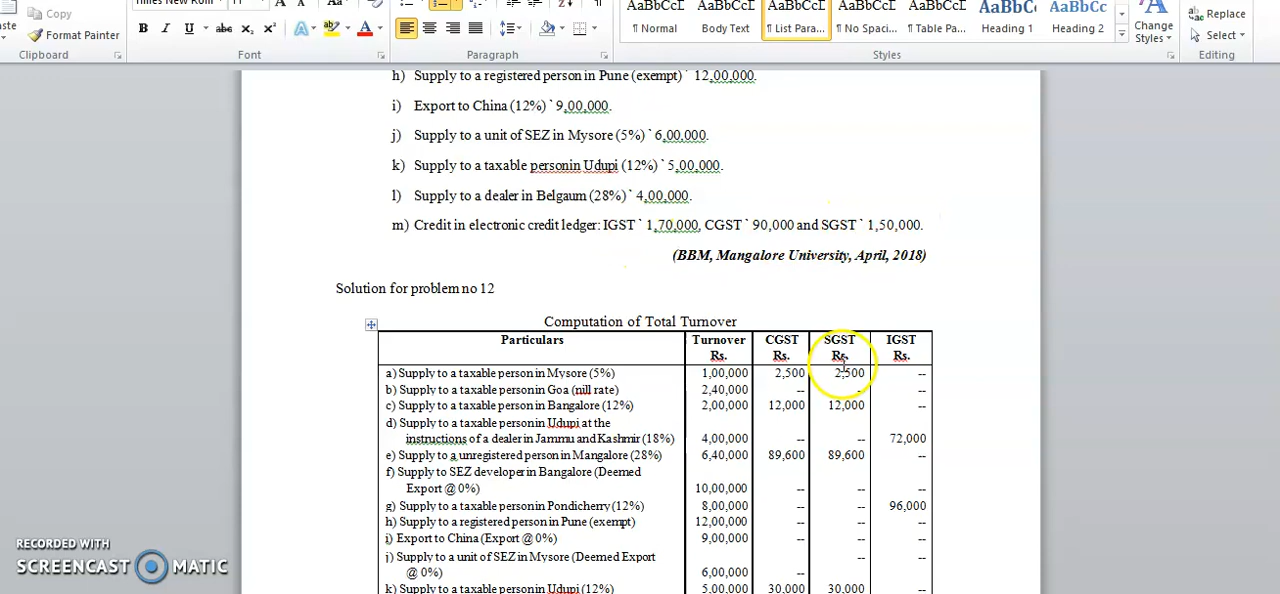 Copy
Format Painter
Clipboard
B I U abc x₂ x² A
Font
Paragraph
AaBbCcI AaBbCcI AaBbCcI AaBbCcI AaBbCcI AaBbC AaBbCc
¶ Normal Body Text ¶ List Para... ¶ No Spaci... ¶ Table Pa... Heading 1 Heading 2
Styles
Change
Styles
Replace
Select
Editing
h) Supply to a registered person in Pune (exempt) ` 12,00,000.
i) Export to China (12%) ` 9,00,000.
j) Supply to a unit of SEZ in Mysore (5%) ` 6,00,000.
k) Supply to a taxable personin Udupi (12%) ` 5,00,000.
l) Supply to a dealer in Belgaum (28%) ` 4,00,000.
m) Credit in electronic credit ledger: IGST ` 1,70,000, CGST ` 90,000 and SGST ` 1,50,000.
(BBM, Mangalore University, April, 2018)
Solution for problem no 12
Computation of Total Turnover
Particulars Turnover Rs. CGST Rs. SGST Rs. IGST Rs.
a) Supply to a taxable person in Mysore (5%) 1,00,000 2,500 2,500 --
b) Supply to a taxable person in Goa (nill rate) 2,40,000 -- -- --
c) Supply to a taxable person in Bangalore (12%) 2,00,000 12,000 12,000 --
d) Supply to a taxable person in Udupi at the
instructions of a dealer in Jammu and Kashmir (18%) 4,00,000 -- -- 72,000
e) Supply to a unregistered person in Mangalore (28%) 6,40,000 89,600 89,600 --
f) Supply to SEZ developer in Bangalore (Deemed
Export @ 0%) 10,00,000 -- -- --
g) Supply to a taxable person in Pondicherry (12%) 8,00,000 -- -- 96,000
h) Supply to a registered person in Pune (exempt) 12,00,000 -- -- --
i) Export to China (Export @ 0%) 9,00,000 -- -- --
j) Supply to a unit of SEZ in Mysore (Deemed Export -- --
@ 0%) 6,00,000 --
k) Supply to a taxable person in Udupi (12%) 5,00,000 30,000 30,000 --
RECORDED WITH
SCREENCAST MATIC